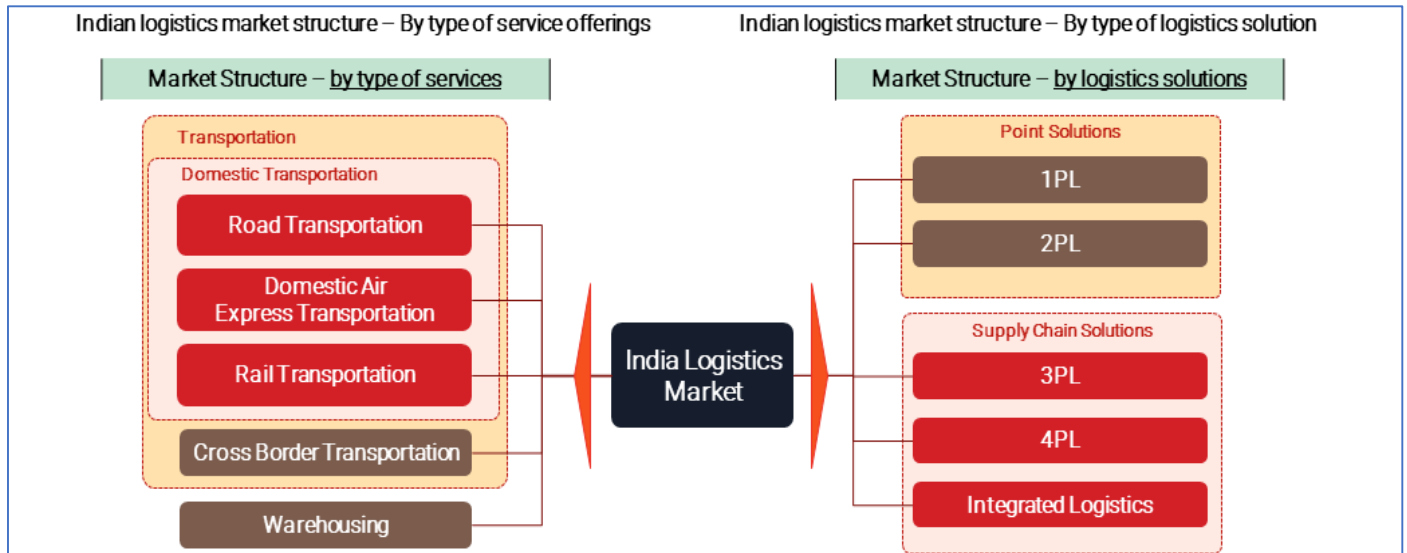 Indian logistics market structure – By type of service offerings
Indian logistics market structure – By type of logistics solution
Market Structure – by type of services
Market Structure – by logistics solutions
Transportation
Domestic Transportation
Road Transportation
Domestic Air
Express Transportation
Rail Transportation
Cross Border Transportation
Warehousing
India Logistics
Market
Point Solutions
1PL
2PL
Supply Chain Solutions
3PL
4PL
Integrated Logistics